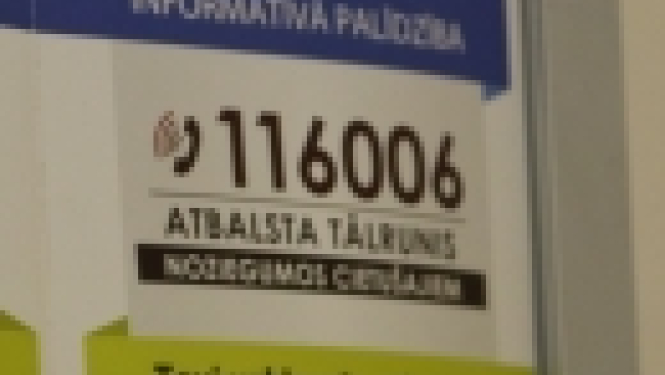 INFORMATĪVĀ PALĪDZĪBA
116006
ATBALSTA TĀLRUNIS
NOZIEGUMOS CIETUŠAJIEM